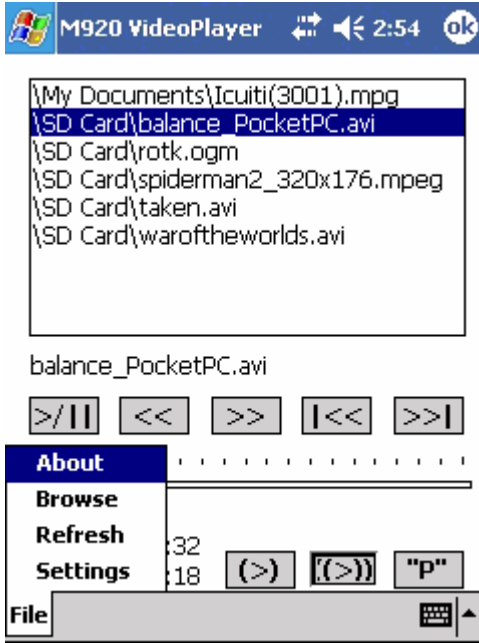 M920 VideoPlayer 2:54 ok
\My Documents\Icuiti(3001).mpg
\SD Card\balance_PocketPC.avi
\SD Card\rotk.ogm
\SD Card\spiderman2_320x176.mpeg
\SD Card\taken.avi
\SD Card\waroftheworlds.avi
balance_PocketPC.avi
>/|| << >> |<< >>|
About
Browse
Refresh
:32
Settings :18 (>) ((>)) "P"
File